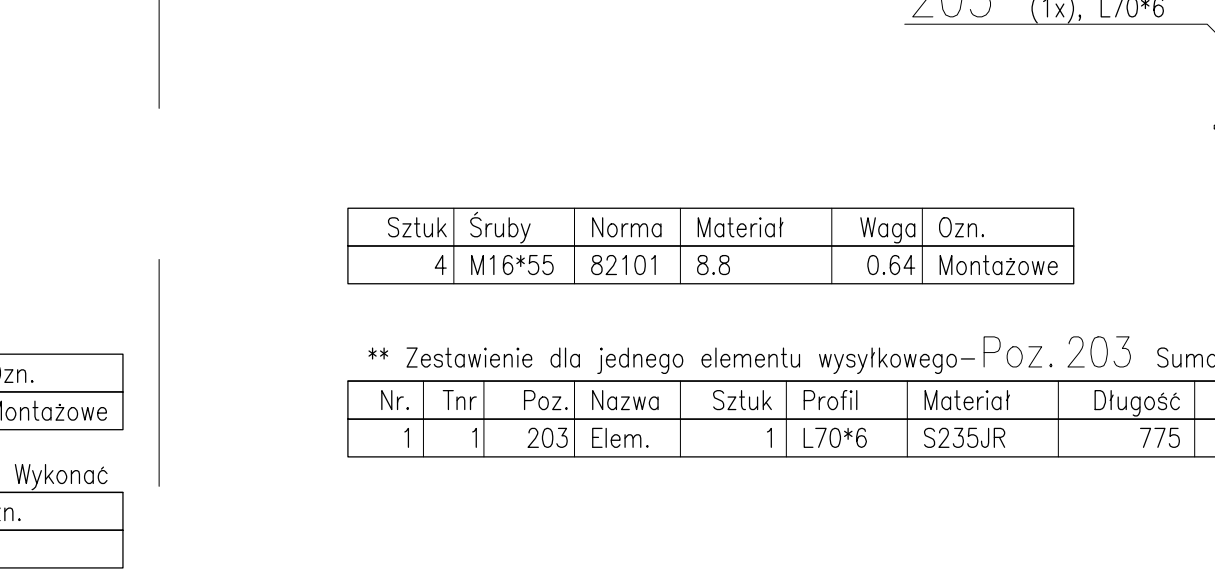 203 (1x), L70*6
Sztuk Śruby Norma Materiał Waga Ozn.
4 M16*55 82101 8.8 0.64 Montażowe
** Zestawienie dla jednego elementu wysyłkowego-Poz. 203
Nr. Tnr Poz. Nazwa Sztuk Profil Materiał Długość
1 1 203 Elem. 1 L70*6 S235JR 775
Ozn.
Montażowe
Wykonać